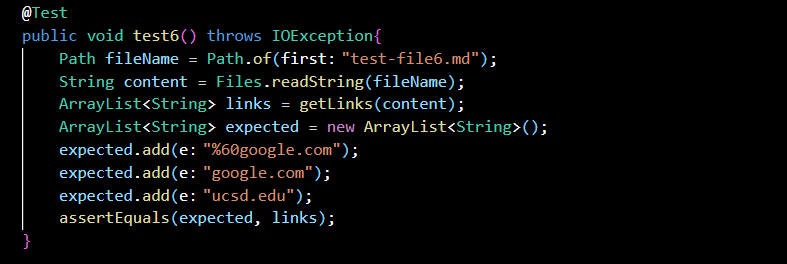 @Test
public void test6() throws IOException{
Path fileName = Path.of(first: "test-file6.md");
String content = Files.readString(fileName);
ArrayList<String> links = getLinks(content);
ArrayList<String> expected = new ArrayList<String>();
expected.add(e: "%60google.com");
expected.add(e: "google.com");
expected.add(e: "ucsd.edu");
assertEquals(expected, links);
}